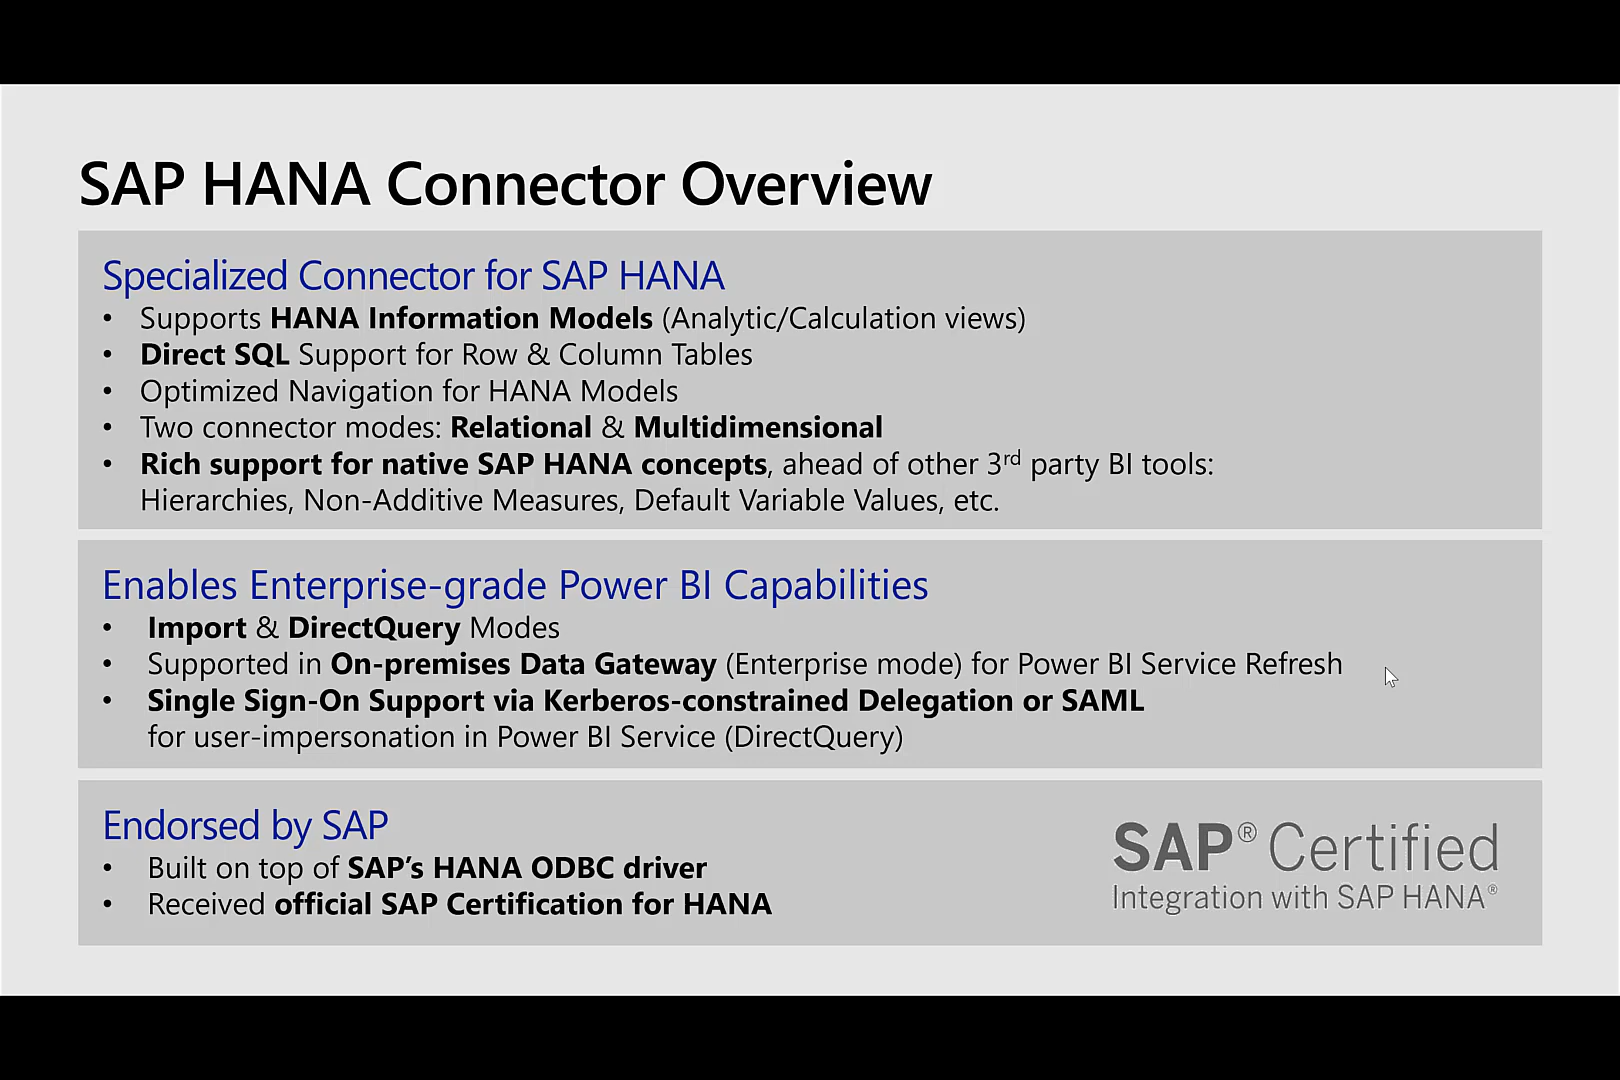 SAP HANA Connector Overview
Specialized Connector for SAP HANA
• Supports HANA Information Models (Analytic/Calculation views)
• Direct SQL Support for Row & Column Tables
• Optimized Navigation for HANA Models
• Two connector modes: Relational & Multidimensional
• Rich support for native SAP HANA concepts, ahead of other 3rd party BI tools:
Hierarchies, Non-Additive Measures, Default Variable Values, etc.
Enables Enterprise-grade Power BI Capabilities
• Import & DirectQuery Modes
• Supported in On-premises Data Gateway (Enterprise mode) for Power BI Service Refresh
• Single Sign-On Support via Kerberos-constrained Delegation or SAML
for user-impersonation in Power BI Service (DirectQuery)
Endorsed by SAP
• Built on top of SAP’s HANA ODBC driver
• Received official SAP Certification for HANA
SAP® Certified
Integration with SAP HANA®